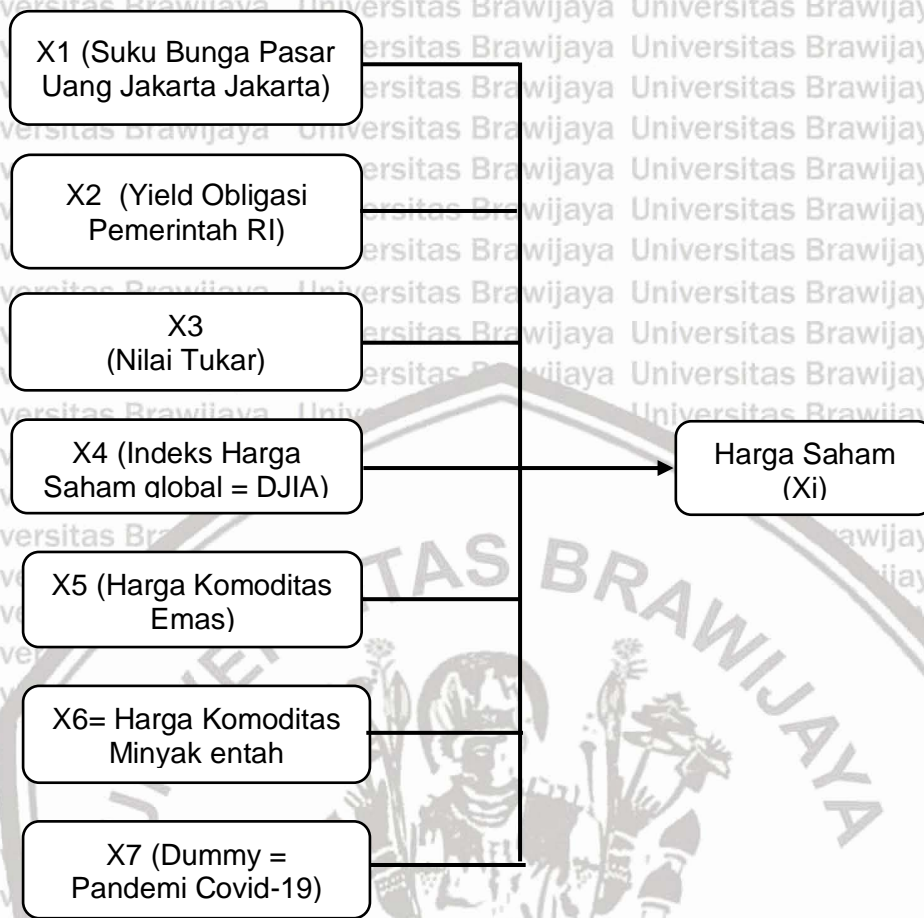 X1 (Suku Bunga Pasar
Uang Jakarta Jakarta)
X2 (Yield Obligasi
Pemerintah RI)
X3
(Nilai Tukar)
X4 (Indeks Harga
Saham global = DJIA)
Harga Saham
(Xi)
X5 (Harga Komoditas
Emas)
X6= Harga Komoditas
Minyak entah
X7 (Dummy =
Pandemi Covid-19)